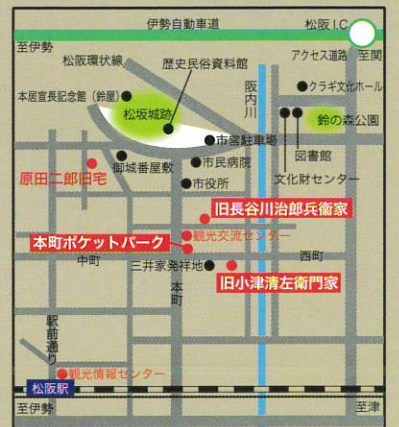 伊勢自動車道
松阪 I.C
至伊勢
アクセス道路
至関
松阪環状線
歴史民俗資料館
阪内川
クラギ文化ホール
本居宣長記念館（鈴屋）
松坂城跡
鈴の森公園
市営駐車場
図書館
御城番屋敷
市民病院
文化財センター
原田二郎旧宅
市役所
旧長谷川治郎兵衛家
観光交流センター
本町ポケットパーク
中町
三井家発祥地
西町
本町
旧小津清左衛門家
駅前通り
観光情報センター
松阪駅
至伊勢
至津